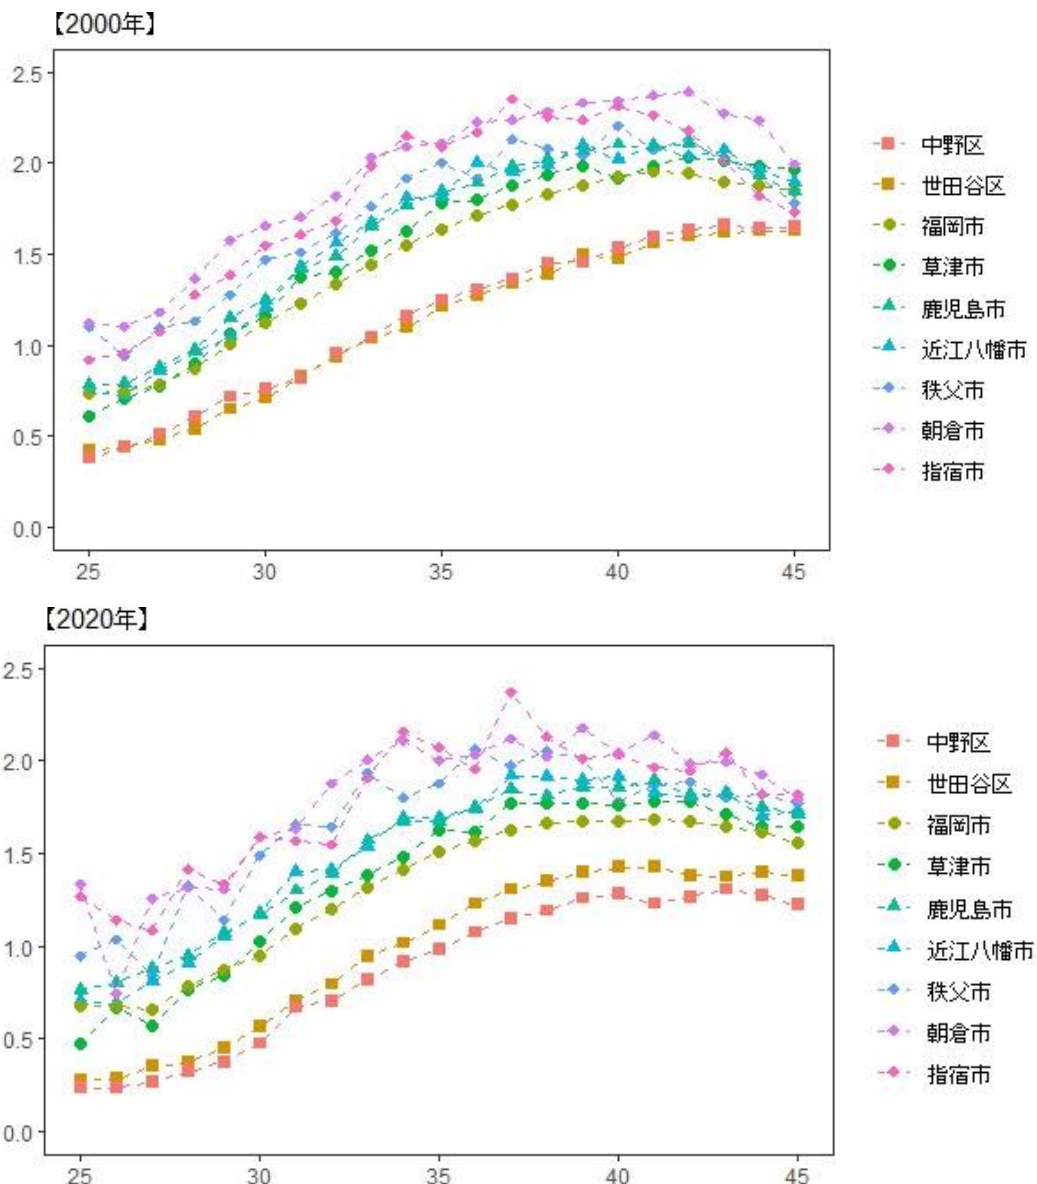 【2000年】
2.5
2.0
1.5
1.0
0.5
0.0
25 30 35 40 45
中野区
世田谷区
福岡市
草津市
鹿児島市
近江八幡市
秩父市
朝倉市
指宿市
【2020年】
2.5
2.0
1.5
1.0
0.5
0.0
25 30 35 40 45
中野区
世田谷区
福岡市
草津市
鹿児島市
近江八幡市
秩父市
朝倉市
指宿市